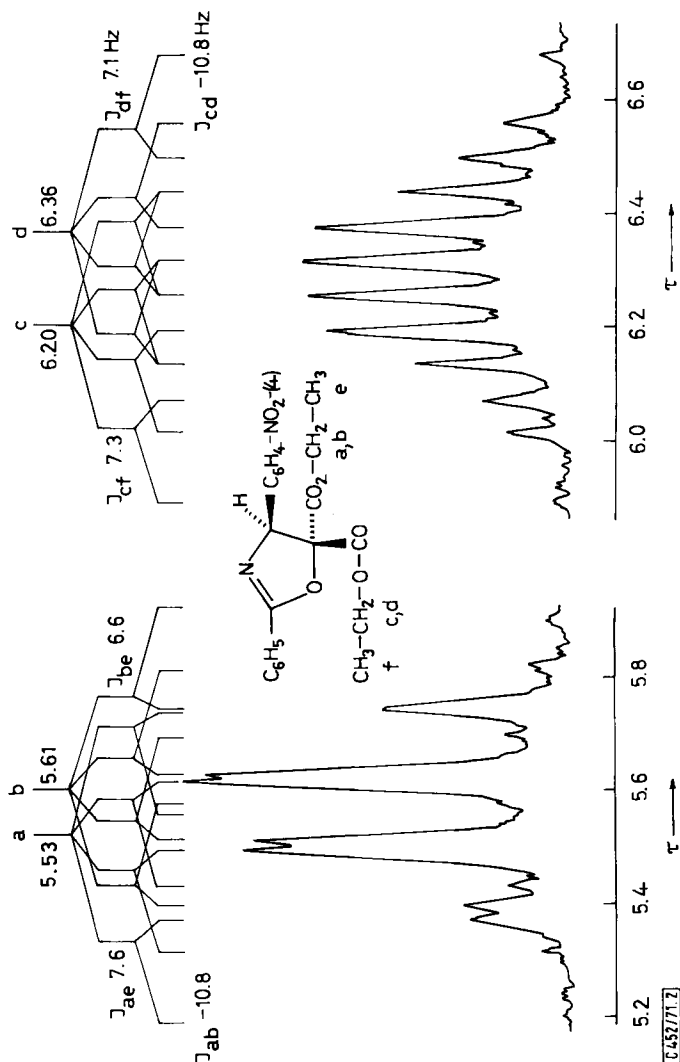 a b c d
5.53 5.61 6.20 6.36
J_ae 7.6 J_be 6.6 J_cf 7.3 J_df 7.1 Hz
J_ab −10.8 J_cd −10.8 Hz
H
N
C₆H₄−NO₂−(4)
C₆H₅
O
CO₂−CH₂−CH₃
a,b e
CH₃−CH₂−O−CO
f c,d
5.2 5.4 5.6 5.8 6.0 6.2 6.4 6.6
τ → τ →
C 452/71.2